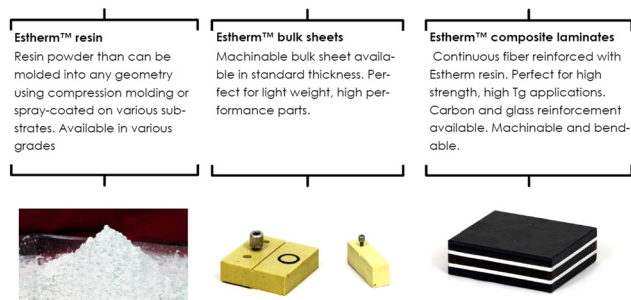 Estherm™ resin
Resin powder than can be
molded into any geometry
using compression molding or
spray-coated on various sub-
strates. Available in various
grades
Estherm™ bulk sheets
Machinable bulk sheet availa-
ble in standard thickness. Per-
fect for light weight, high per-
formance parts.
Estherm™ composite laminates
Continuous fiber reinforced with
Estherm resin. Perfect for high
strength, high Tg applications.
Carbon and glass reinforcement
available. Machinable and bend-
able.